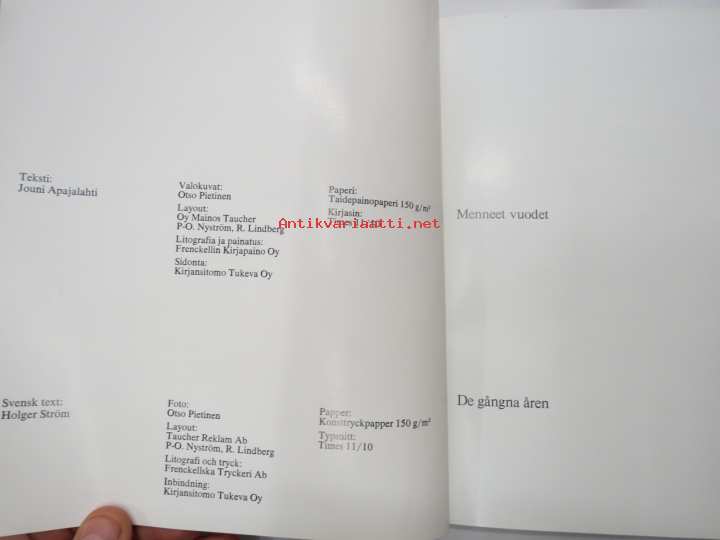 Teksti:
Jouni Apajalahti
Valokuvat:
Otso Pietinen
Layout:
Oy Mainos Taucher
P-O. Nyström, R. Lindberg
Litografia ja painatus:
Frenckellin Kirjapaino Oy
Sidonta:
Kirjansitomo Tukeva Oy
Paperi:
Taidepainopaperi 150 g/m²
Kirjasin:
Times 11/10
Antikvariaatti.net
Svensk text:
Holger Ström
Foto:
Otso Pietinen
Layout:
Taucher Reklam Ab
P-O. Nyström, R. Lindberg
Litografi och tryck:
Frenckellska Tryckeri Ab
Inbindning:
Kirjansitomo Tukeva Oy
Papper:
Konsttryckpapper 150 g/m²
Typsnitt:
Times 11/10
Menneet vuodet
De gångna åren